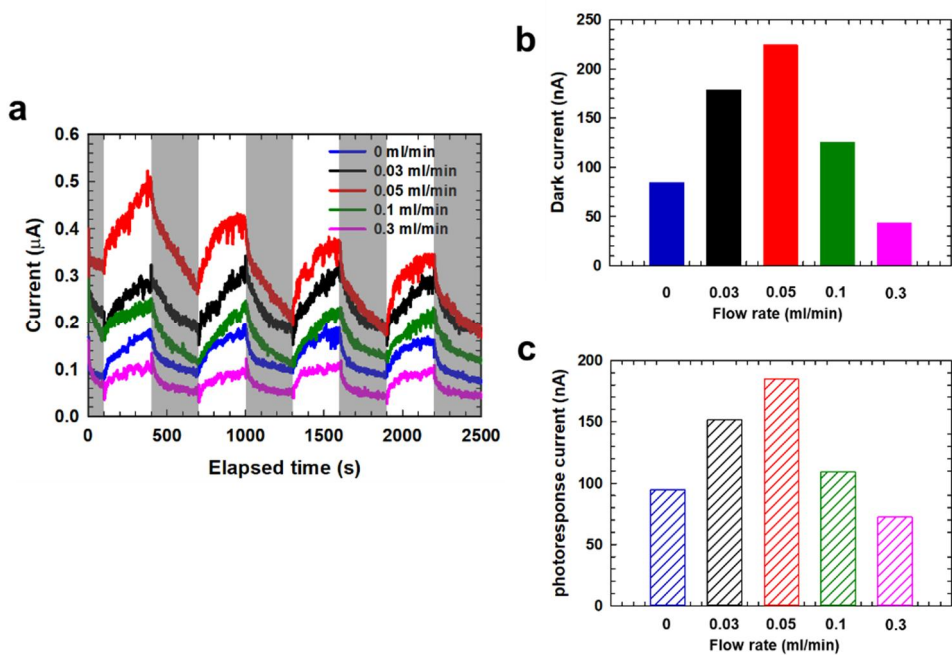 a
0.6
0.5
0.4
0.3
0.2
0.1
0.0
Current (μA)
0 ml/min
0.03 ml/min
0.05 ml/min
0.1 ml/min
0.3 ml/min
0 500 1000 1500 2000 2500
Elapsed time (s)
b
250
200
150
100
50
0
Dark current (nA)
0 0.03 0.05 0.1 0.3
Flow rate (ml/min)
c
200
150
100
50
0
photoresponse current (nA)
0 0.03 0.05 0.1 0.3
Flow rate (ml/min)